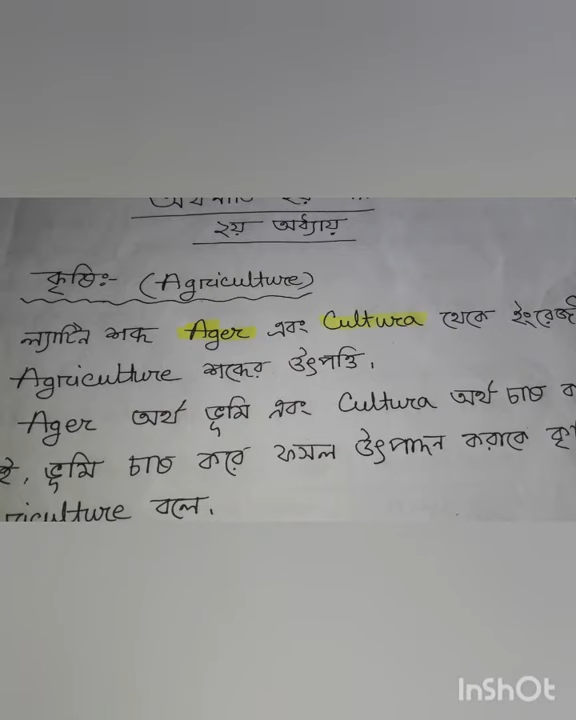 ২য় অধ্যায়
কৃষিঃ- (Agriculture)
ল্যাটিন শব্দ Ager এবং Cultura থেকে ইংরেজী
Agriculture শব্দের উৎপত্তি।
Ager অর্থ ভূমি এবং Cultura অর্থ চাষ
ভূমি চাষ করে ফসল উৎপাদন করাকে
riculture বলে।
InShOt